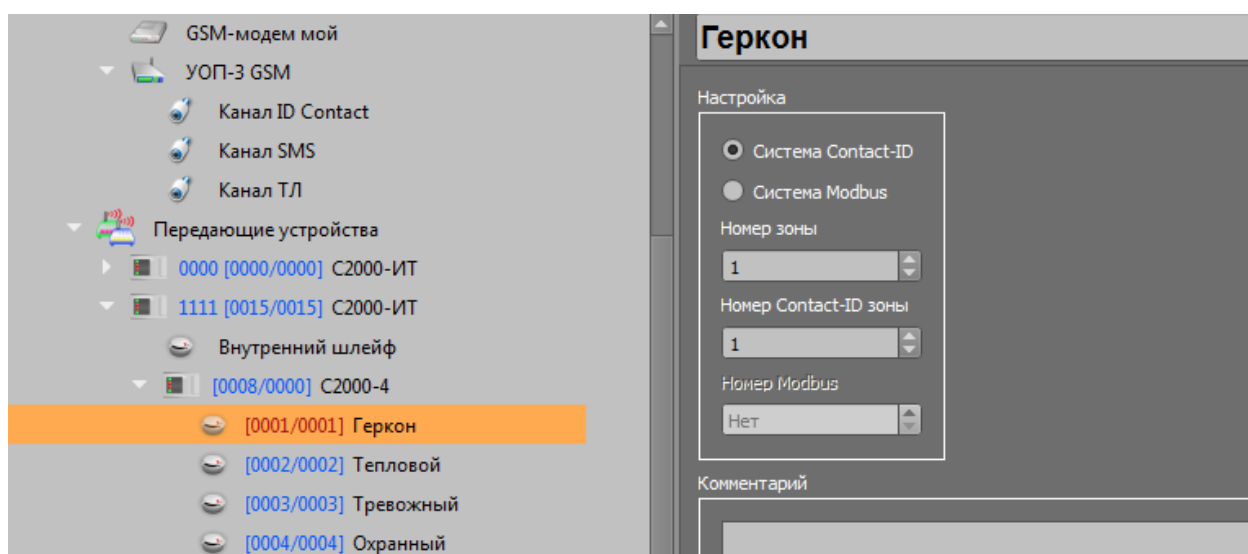 GSM-модем мой
УОП-3 GSM
Канал ID Contact
Канал SMS
Канал ТЛ
Передающие устройства
0000 [0000/0000] С2000-ИТ
1111 [0015/0015] С2000-ИТ
Внутренний шлейф
[0008/0000] С2000-4
[0001/0001] Геркон
[0002/0002] Тепловой
[0003/0003] Тревожный
[0004/0004] Охранный
Геркон
Настройка
Система Contact-ID
Система Modbus
Номер зоны
1
Номер Contact-ID зоны
1
Номер Modbus
Нет
Комментарий